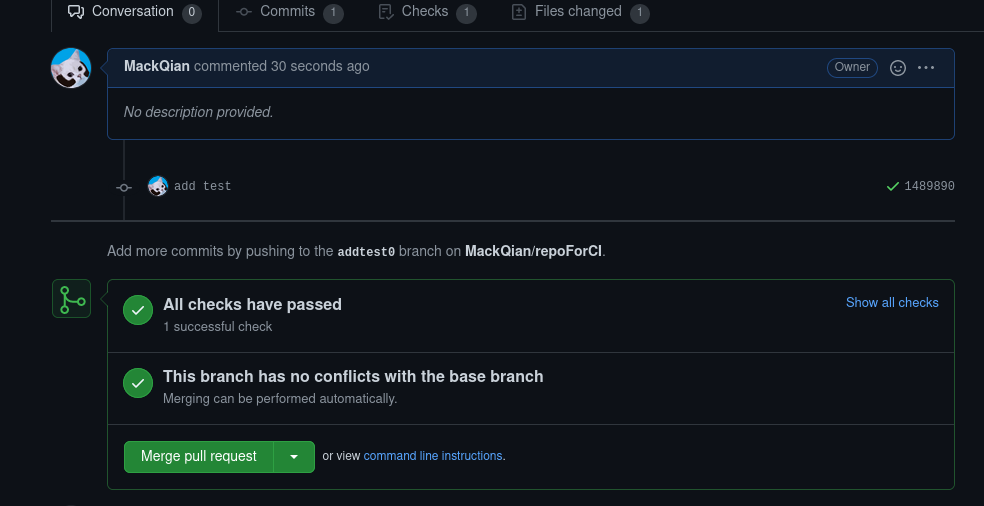 Conversation 0 Commits 1 Checks 1 Files changed 1
MackQian commented 30 seconds ago Owner
No description provided.
add test 1489890
Add more commits by pushing to the addtest0 branch on MackQian/repoForCI.
All checks have passed Show all checks
1 successful check
This branch has no conflicts with the base branch
Merging can be performed automatically.
Merge pull request or view command line instructions.